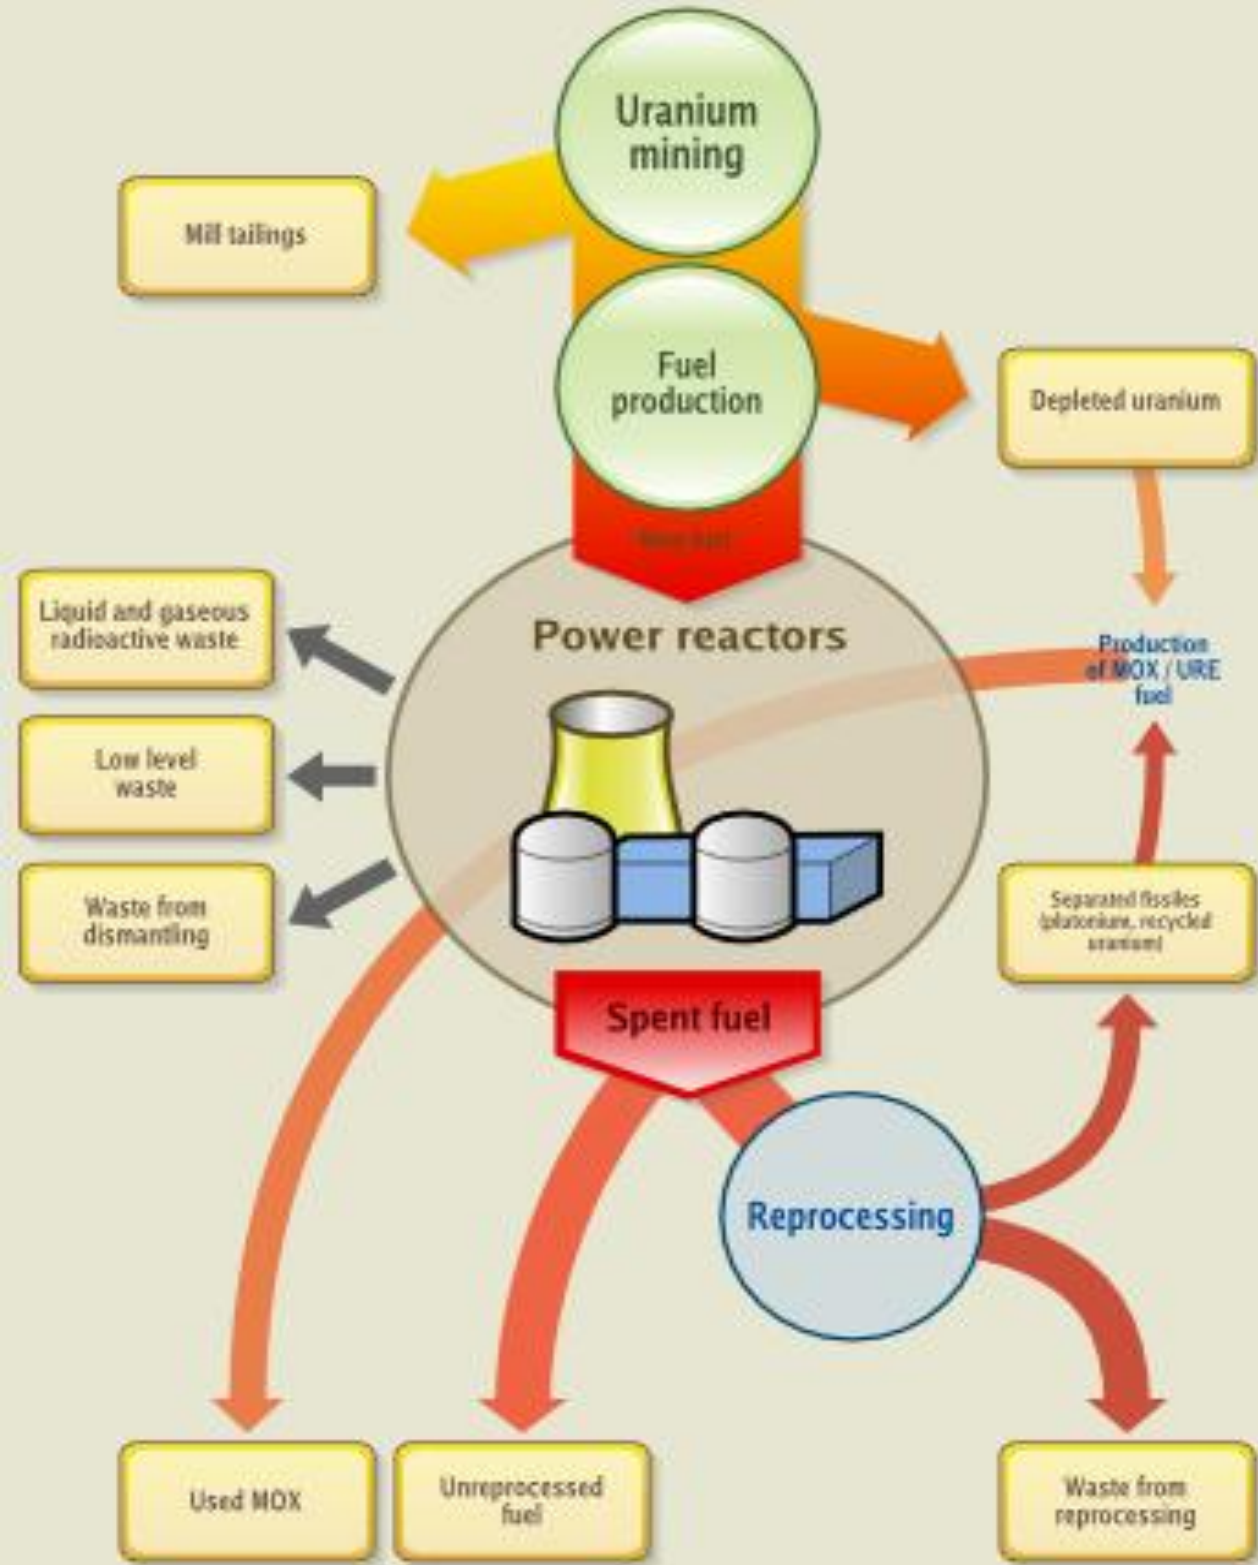 Uranium
mining
Mill tailings
Fuel
production
Depleted uranium
Liquid and gaseous
radioactive waste
Power reactors
Production
of MOX / URE
fuel
Low level
waste
Waste from
dismantling
Separated fissiles
(plutonium, recycled
uranium)
Spent fuel
Reprocessing
Used MOX
Unreprocessed
fuel
Waste from
reprocessing